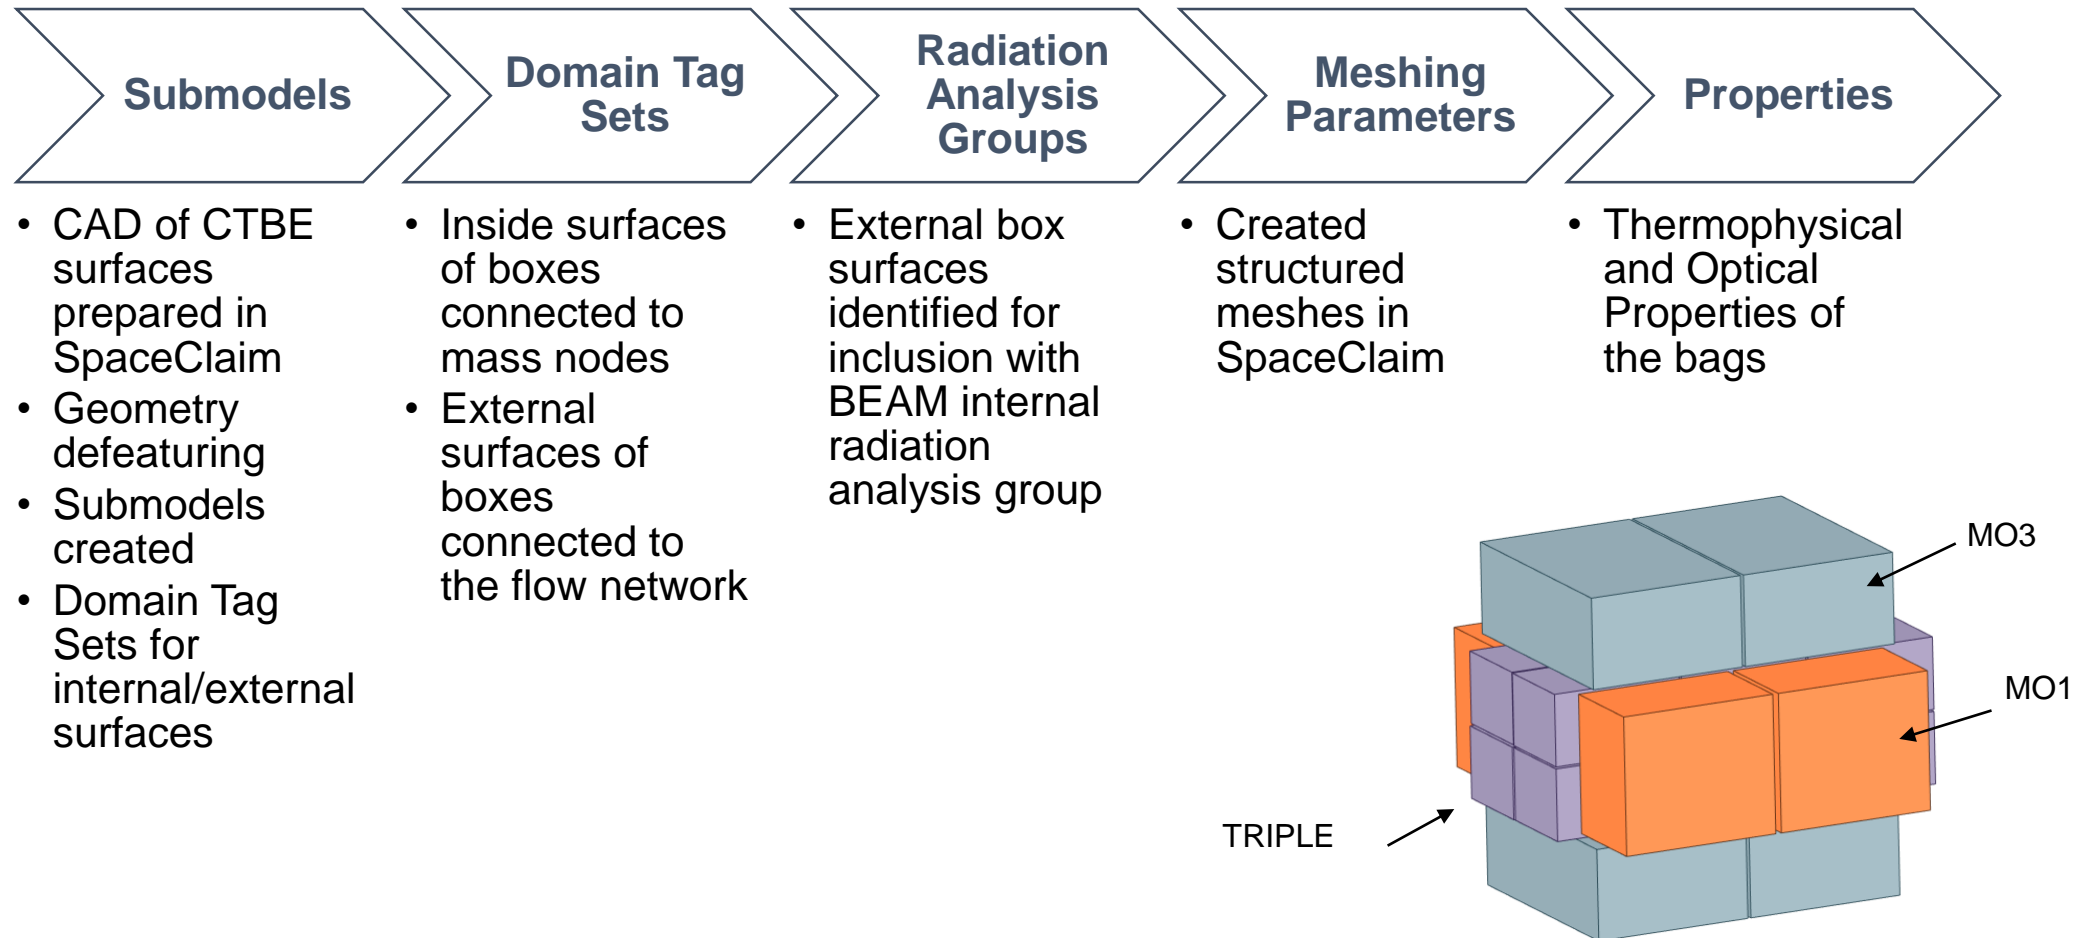 Submodels
• CAD of CTBE
surfaces
prepared in
SpaceClaim
• Geometry
defeaturing
• Submodels
created
• Domain Tag
Sets for
internal/external
surfaces
Domain Tag
Sets
• Inside surfaces
of boxes
connected to
mass nodes
• External
surfaces of
boxes
connected to
the flow network
Radiation
Analysis
Groups
• External box
surfaces
identified for
inclusion with
BEAM internal
radiation
analysis group
Meshing
Parameters
• Created
structured
meshes in
SpaceClaim
Properties
• Thermophysical
and Optical
Properties of
the bags
MO3
MO1
TRIPLE